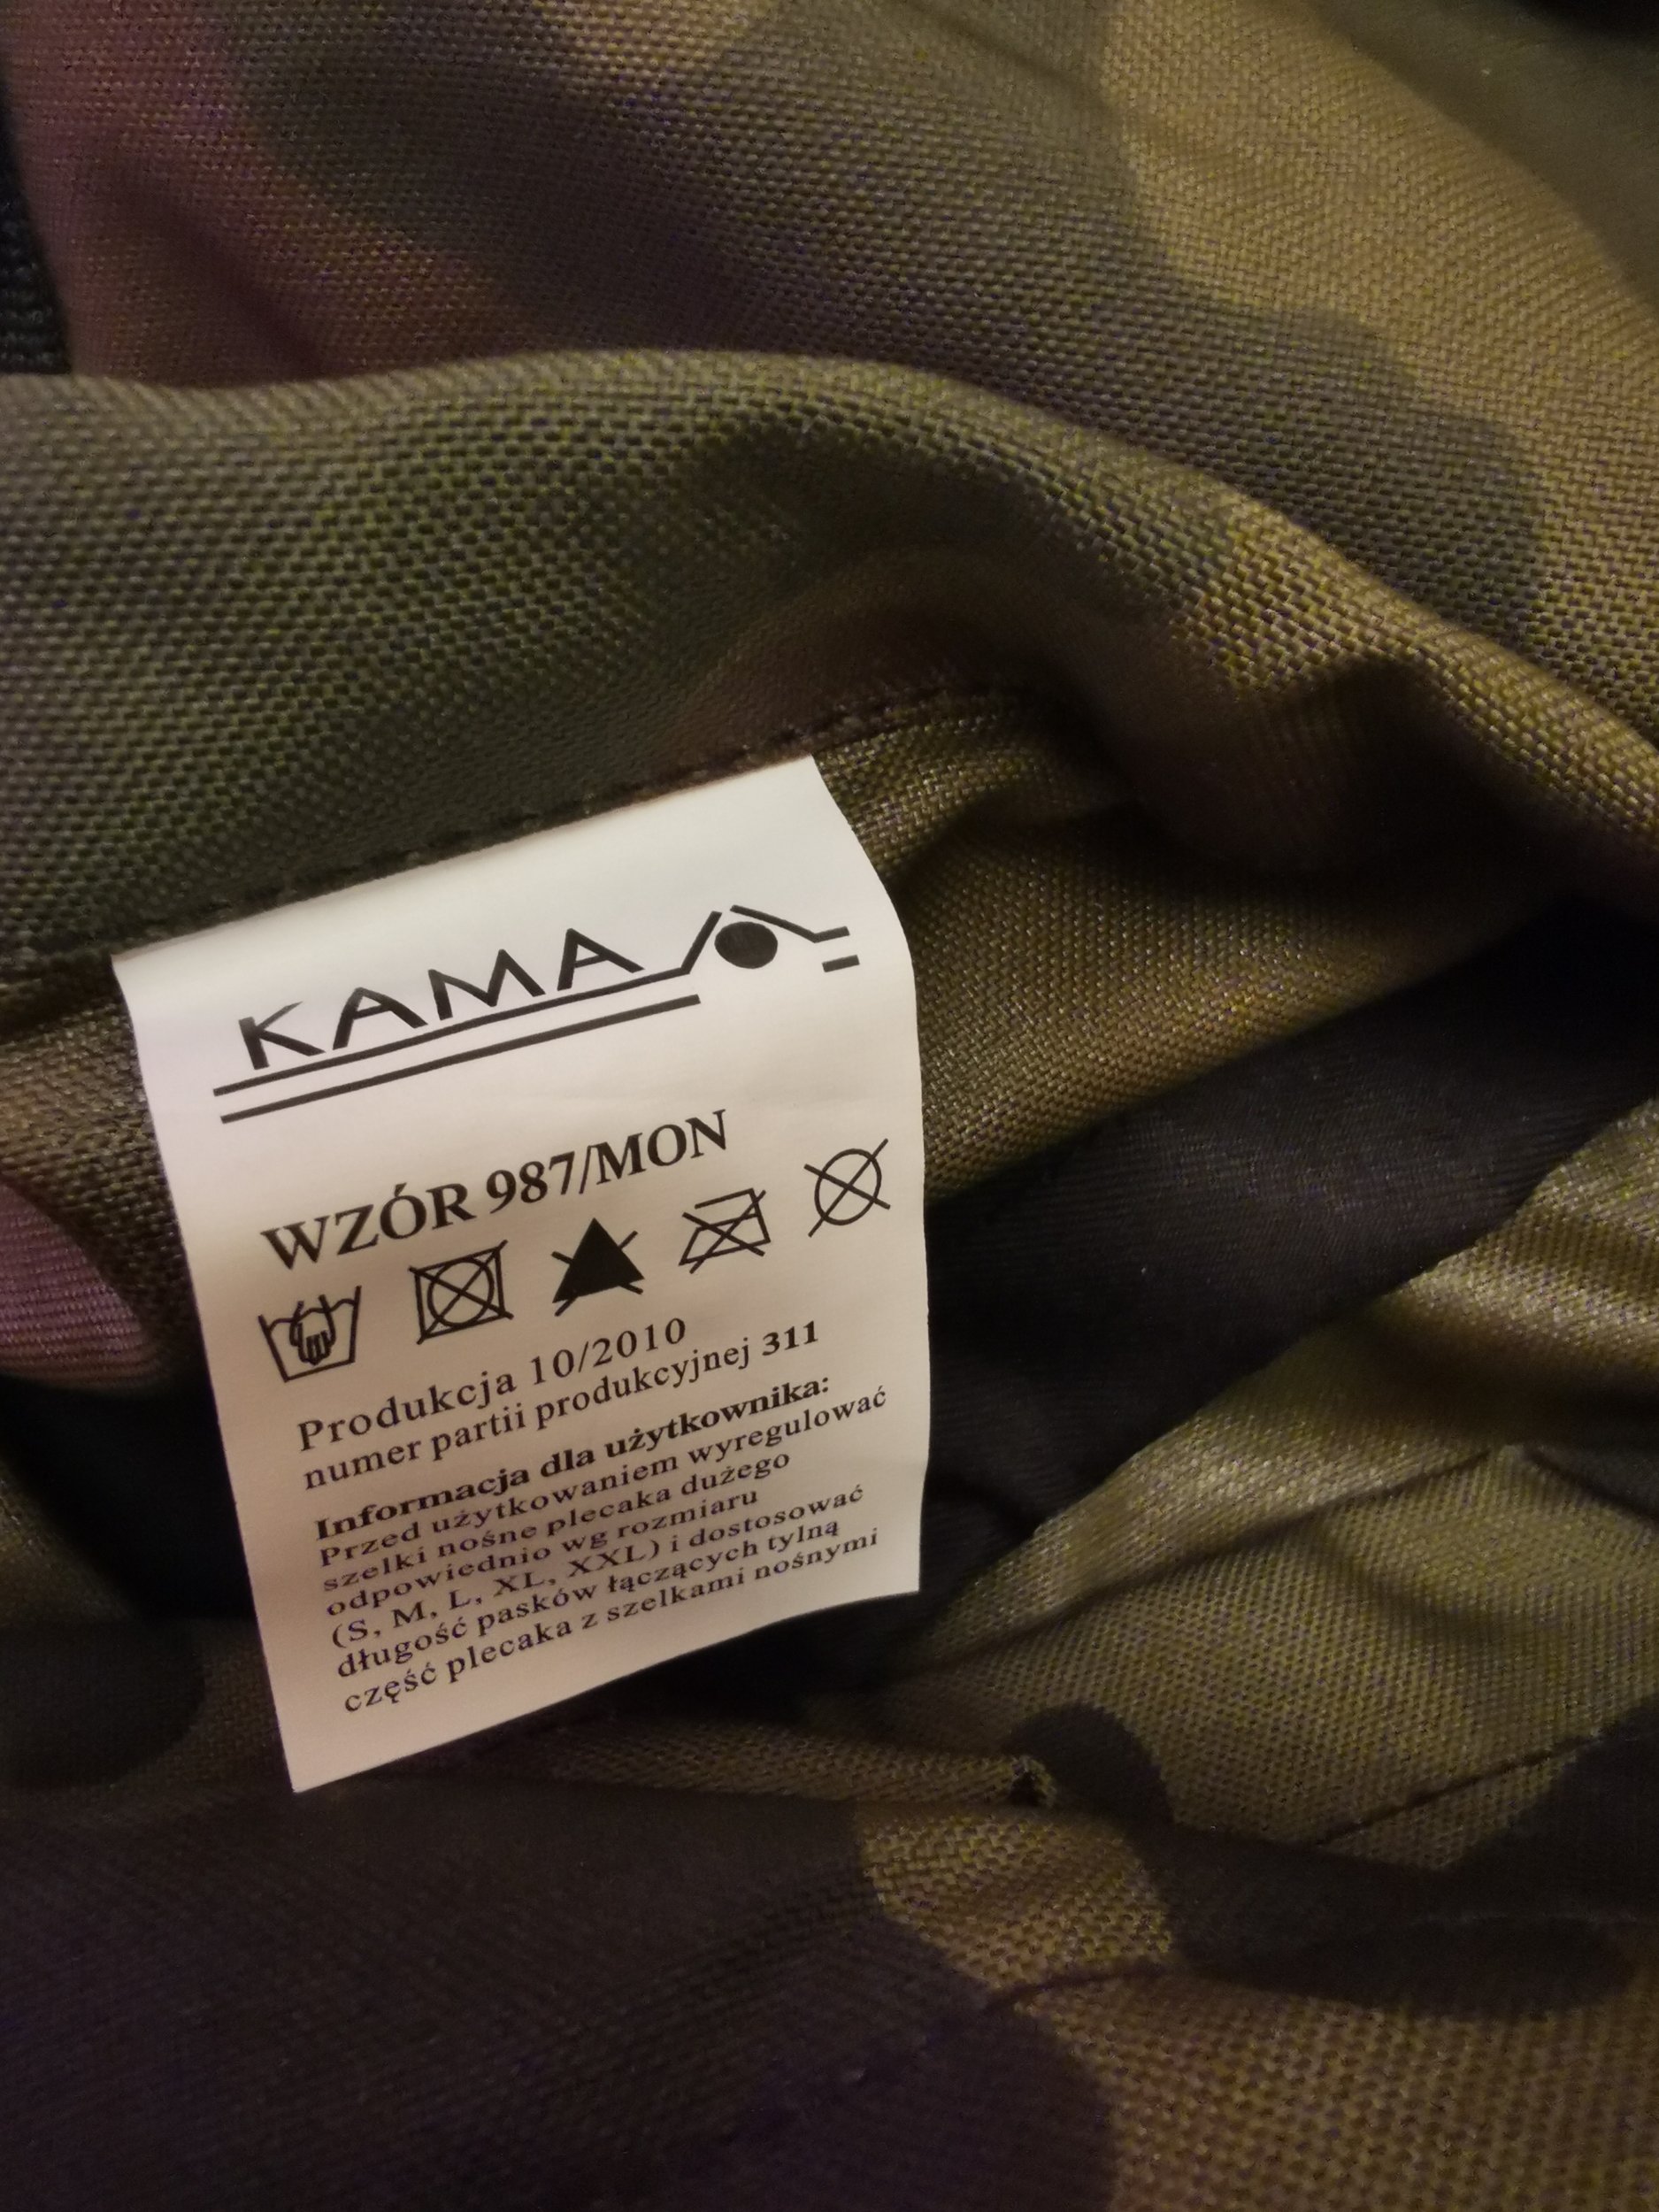 KAMA
WZÓR 987/MON
Produkcja 10/2010
numer partii produkcyjnej 311
Informacja dla użytkownika:
Przed użytkowaniem wyregulować
szelki nośne plecaka dużego
odpowiednio wg rozmiaru
(S, M, L, XL, XXL) i dostosować
długość pasków łączących tylną
część plecaka z szelkami nośnymi